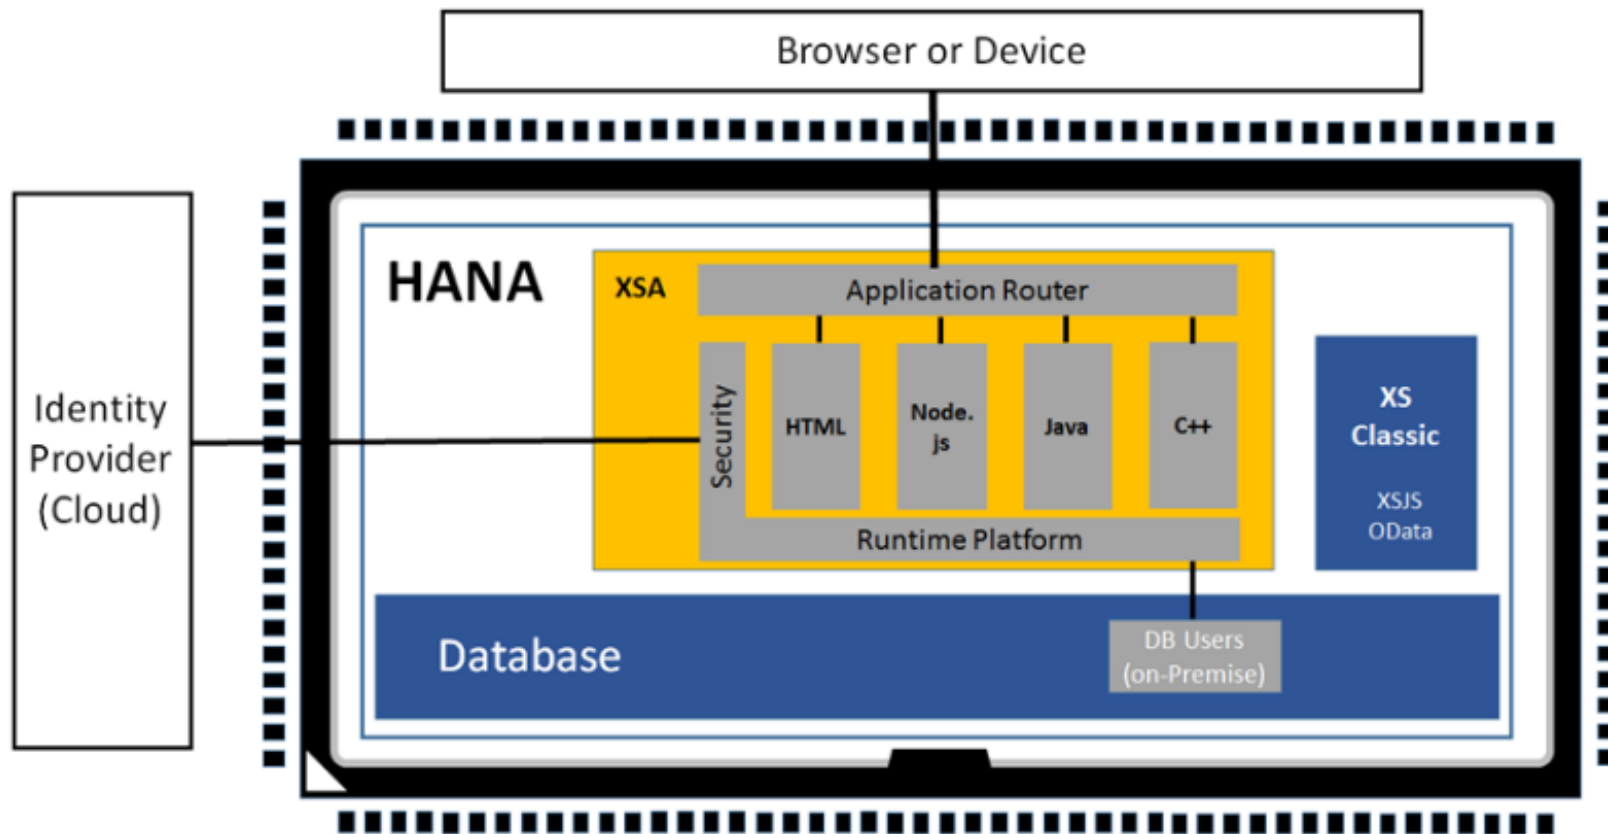 Browser or Device
HANA
XSA
Application Router
Identity
Provider
(Cloud)
Security
HTML
Node.
js
Java
C++
XS
Classic
XSJS
OData
Runtime Platform
Database
DB Users
(on-Premise)